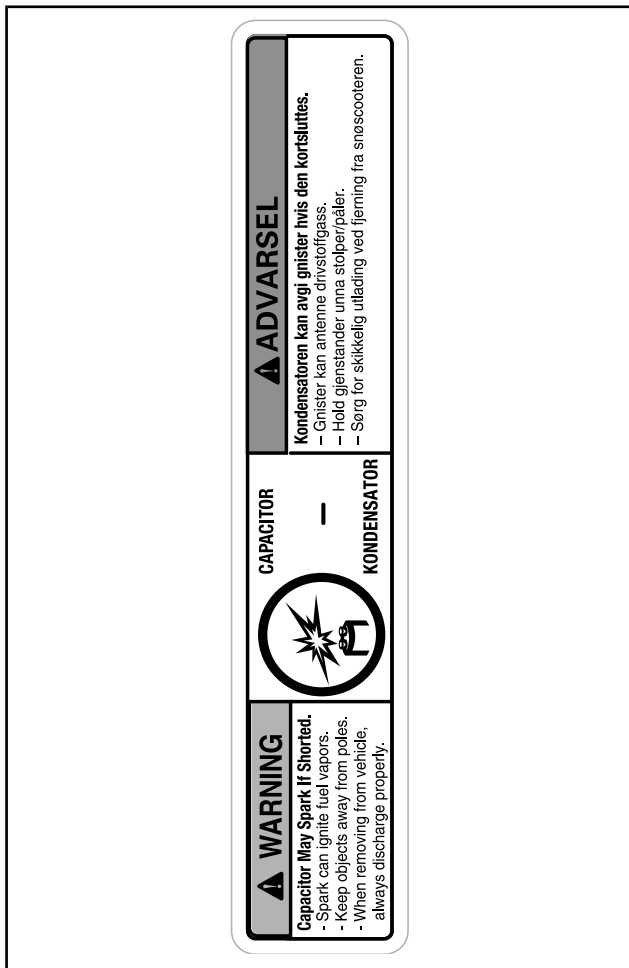 ⚠ WARNING
Capacitor May Spark If Shorted.
- Spark can ignite fuel vapors.
- Keep objects away from poles.
- When removing from vehicle,
always discharge properly.
CAPACITOR
–
KONDENSATOR
⚠ ADVARSEL
Kondensatoren kan avgi gnister hvis den kortsluttes.
– Gnister kan antenne drivstoffgass.
– Hold gjenstander unna stolper/påler.
– Sørg for skikkelig utlading ved fjerning fra snøscooteren.